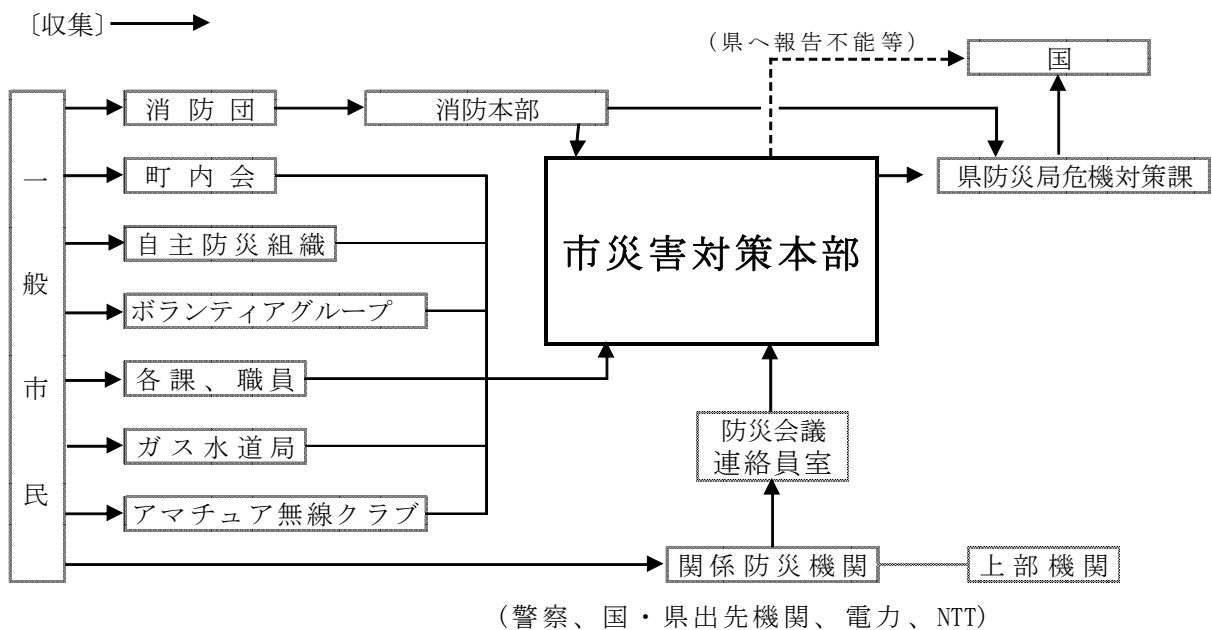 〔収集〕
(県へ報告不能等)
国
消防団
消防本部
県防災局危機対策課
一般市民
町内会
自主防災組織
ボランティアグループ
各課、職員
ガス水道局
アマチュア無線クラブ
市災害対策本部
防災会議
連絡員室
関係防災機関
上部機関
(警察、国・県出先機関、電力、NTT)